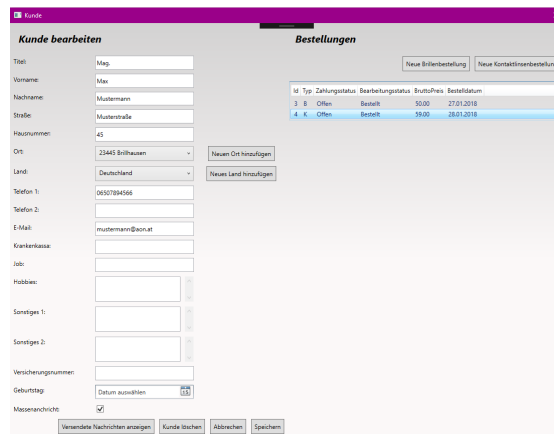 Kunde
Kunde bearbeiten
Titel:
Mag.
Vorname:
Max
Nachname:
Mustermann
Straße:
Musterstraße
Hausnummer:
45
Ort:
23445 Brillhausen
Neuen Ort hinzufügen
Land:
Deutschland
Neues Land hinzufügen
Telefon 1:
06507894566
Telefon 2:
E-Mail:
mustermann@aon.at
Krankenkassa:
Job:
Hobbies:
Sonstiges 1:
Sonstiges 2:
Versicherungsnummer:
Geburtstag:
Datum auswählen
15
Massenanchricht:
Versendete Nachrichten anzeigen Kunde löschen Abbrechen Speichern
Bestellungen
Neue Brillenbestellung Neue Kontaktlinsenbestellun
Id Typ Zahlungsstatus Bearbeitungsstatus BruttoPreis Bestelldatum
3 B Offen Bestellt 50.00 27.01.2018
4 K Offen Bestellt 59.00 28.01.2018